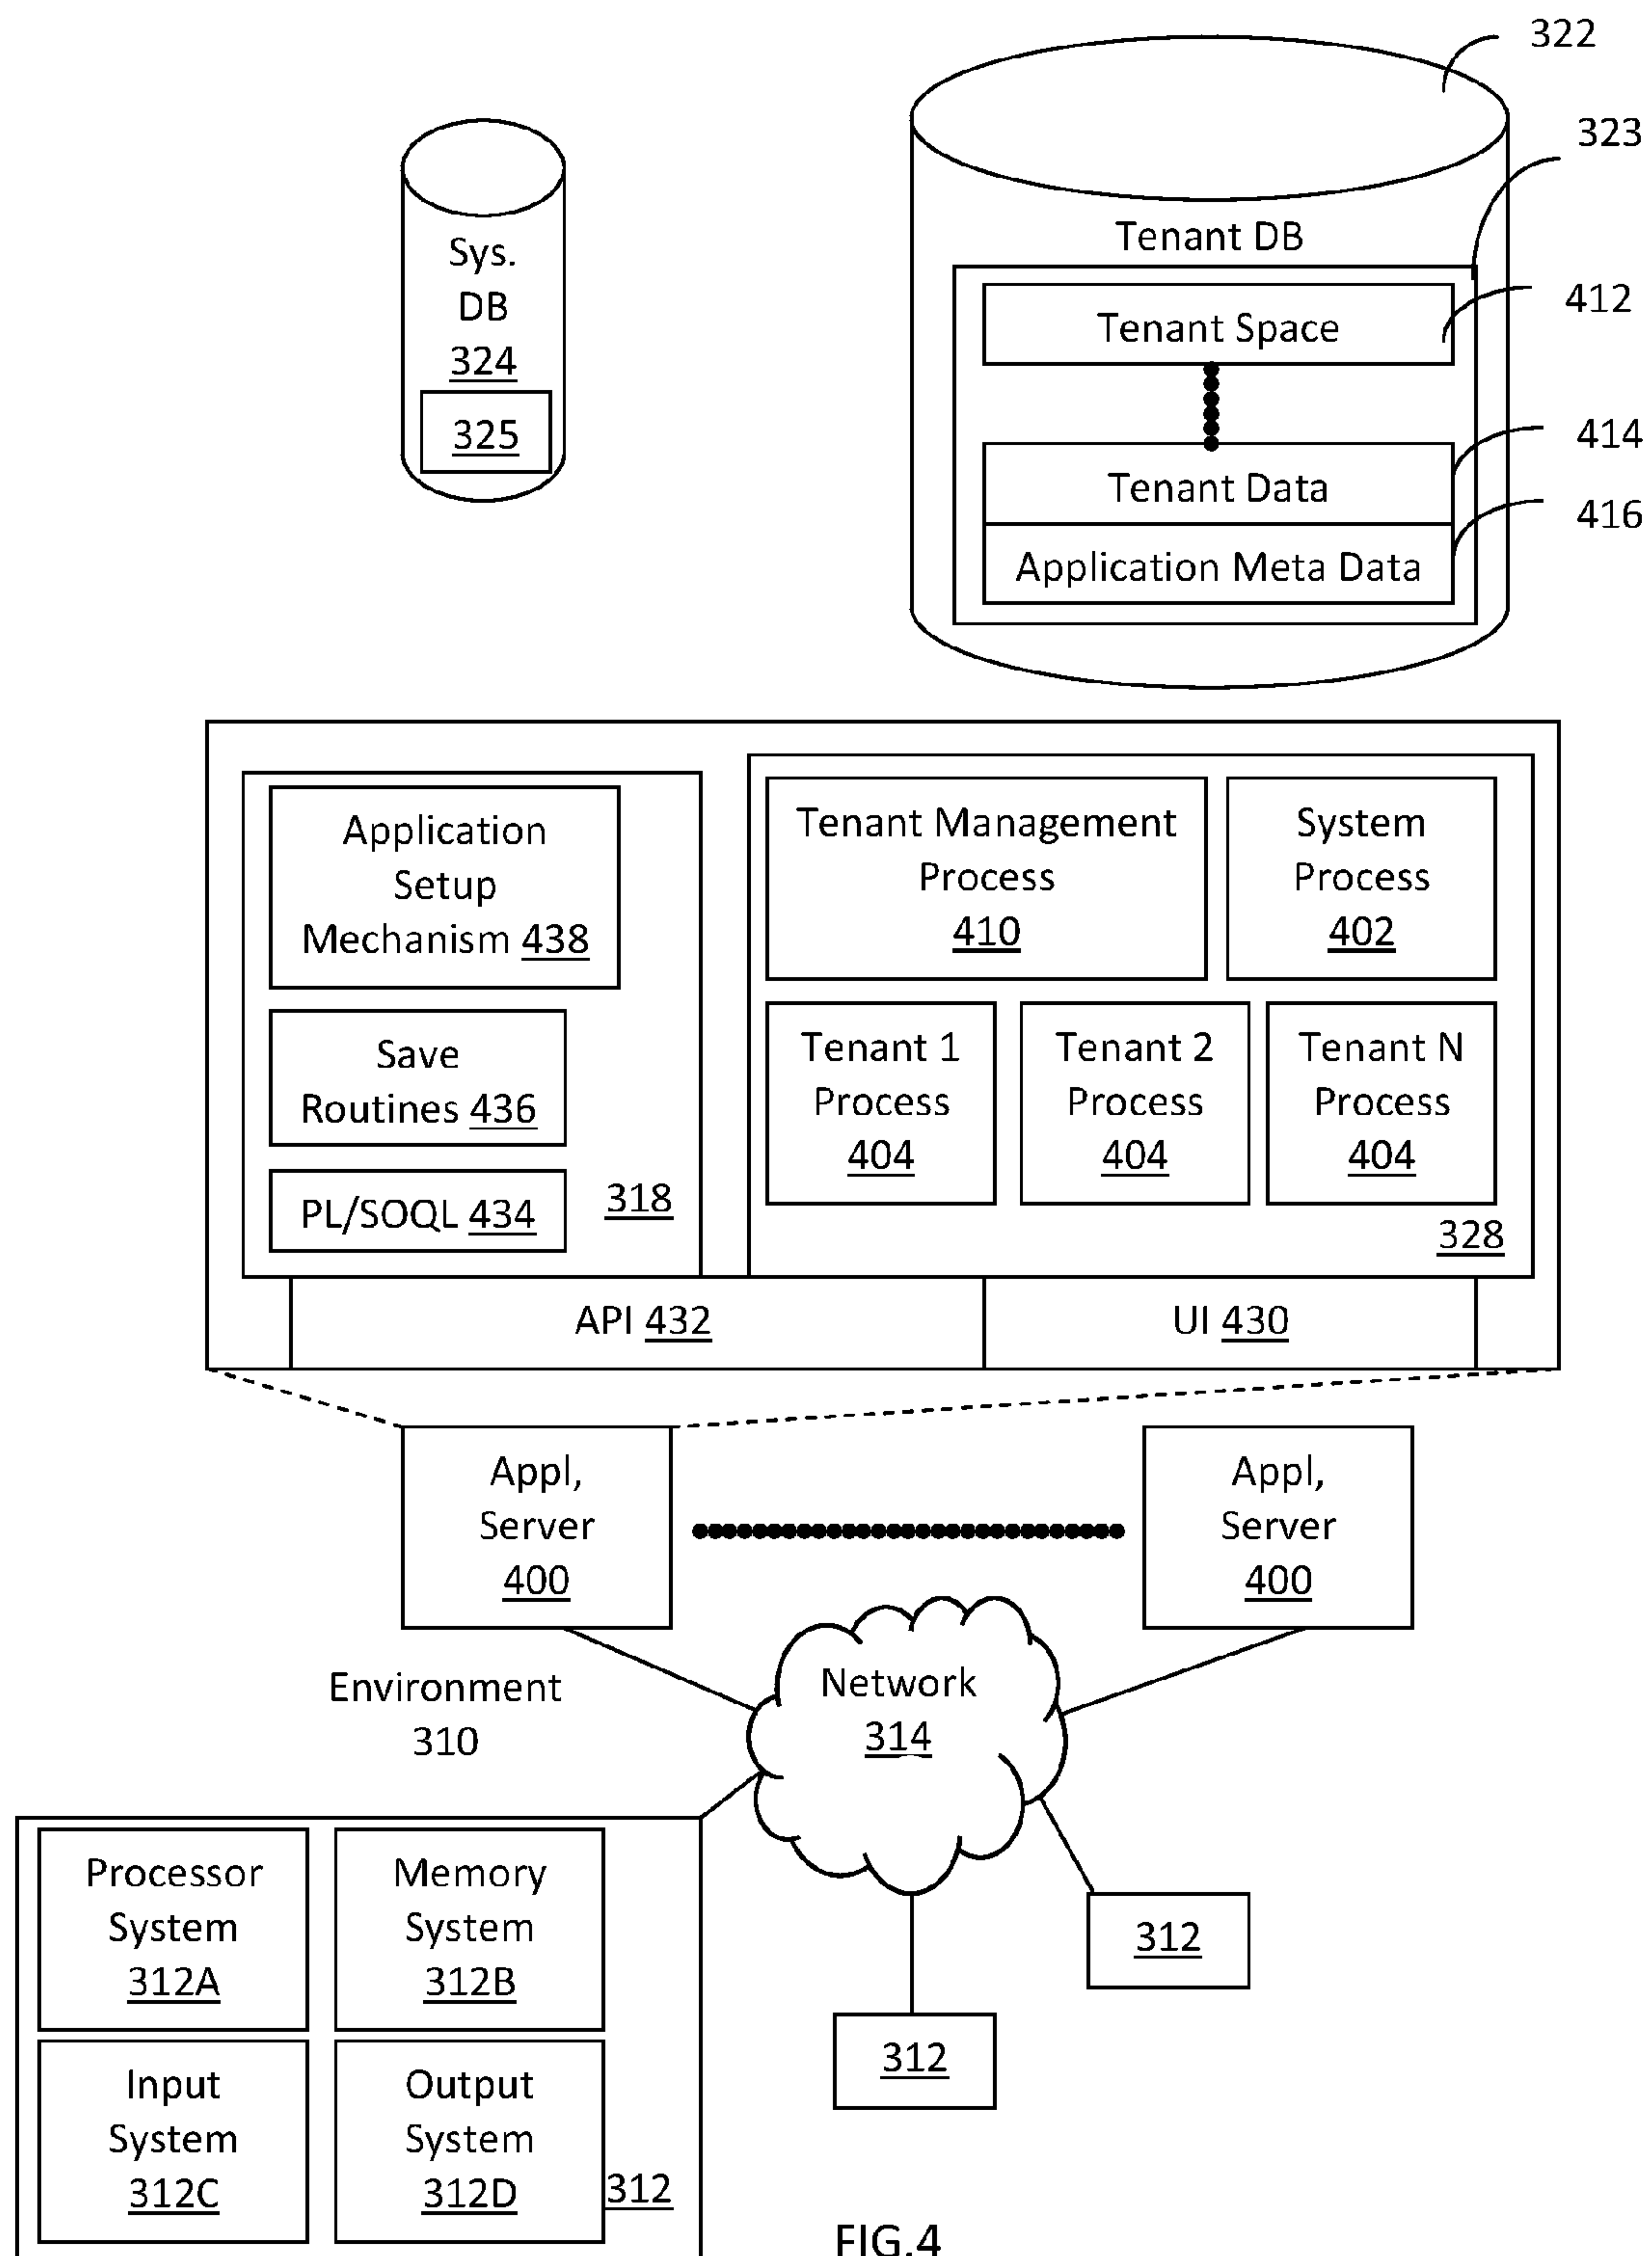 322
323
Tenant DB
Sys.
DB
324
325
412
Tenant Space
414
Tenant Data
416
Application Meta Data
Application
Setup
Mechanism 438
Save
Routines 436
PL/SOQL 434
318
Tenant Management
Process
410
System
Process
402
Tenant 1
Process
404
Tenant 2
Process
404
Tenant N
Process
404
328
API 432
UI 430
Appl,
Server
400
Appl,
Server
400
Environment
310
Network
314
Processor
System
312A
Memory
System
312B
Input
System
312C
Output
System
312D
312
312
312
FIG.4